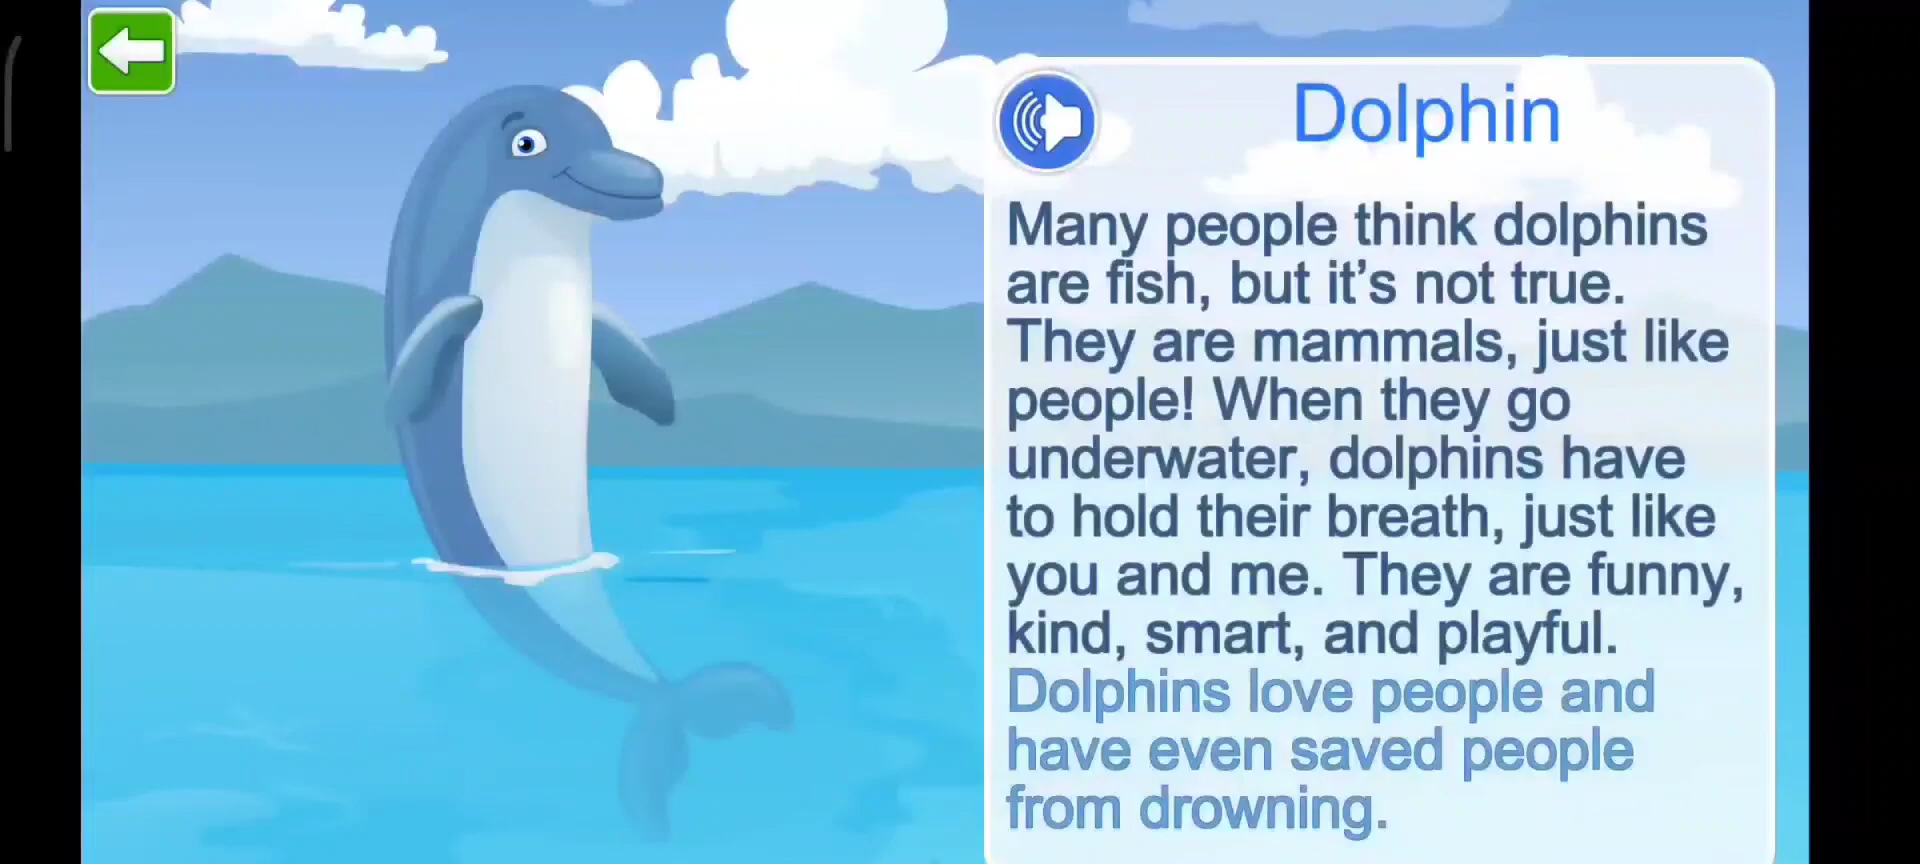 Dolphin
Many people think dolphins
are fish, but it’s not true.
They are mammals, just like
people! When they go
underwater, dolphins have
to hold their breath, just like
you and me. They are funny,
kind, smart, and playful.
Dolphins love people and
have even saved people
from drowning.